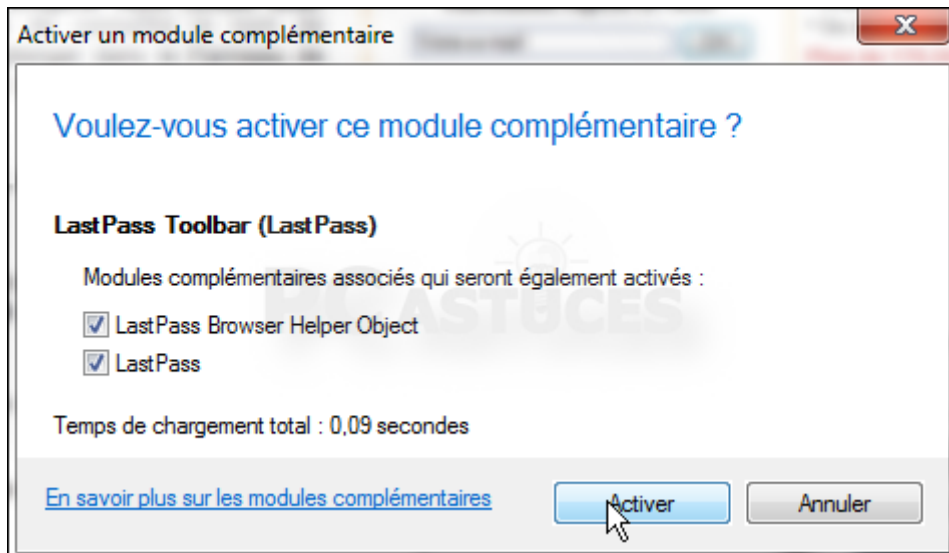 Activer un module complémentaire
Voulez-vous activer ce module complémentaire ?
LastPass Toolbar (LastPass)
Modules complémentaires associés qui seront également activés :
PC ASTUCES
LastPass Browser Helper Object
LastPass
Temps de chargement total : 0,09 secondes
En savoir plus sur les modules complémentaires
Activer
Annuler